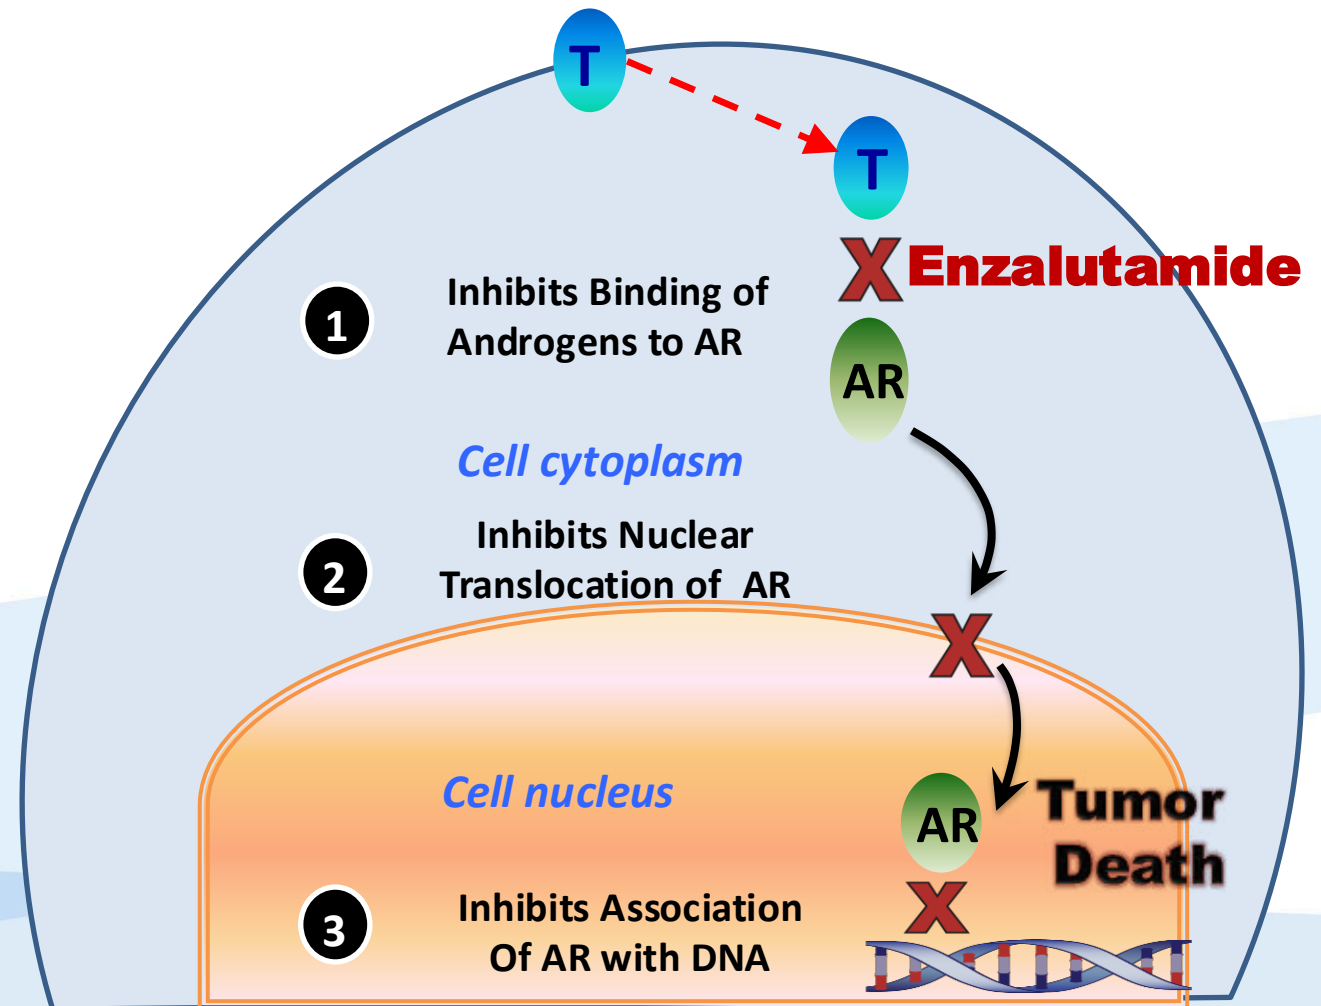 T
T
X Enzalutamide
1
Inhibits Binding of
Androgens to AR
AR
Cell cytoplasm
2
Inhibits Nuclear
Translocation of AR
X
Cell nucleus
AR
Tumor
Death
3
Inhibits Association
Of AR with DNA
X